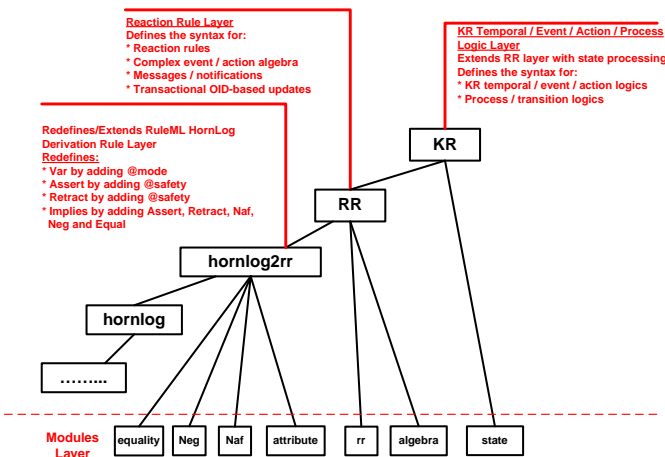 Reaction Rule Layer
Defines the syntax for:
* Reaction rules
* Complex event / action algebra
* Messages / notifications
* Transactional OID-based updates
KR Temporal / Event / Action / Process
Logic Layer
Extends RR layer with state processing
Defines the syntax for:
* KR temporal / event / action logics
* Process / transition logics
Redefines/Extends RuleML HornLog
Derivation Rule Layer
Redefines:
* Var by adding @mode
* Assert by adding @safety
* Retract by adding @safety
* Implies by adding Assert, Retract, Naf,
Neg and Equal
KR
RR
hornlog2rr
hornlog
……...
Modules
Layer
equality
Neg
Naf
attribute
rr
algebra
state